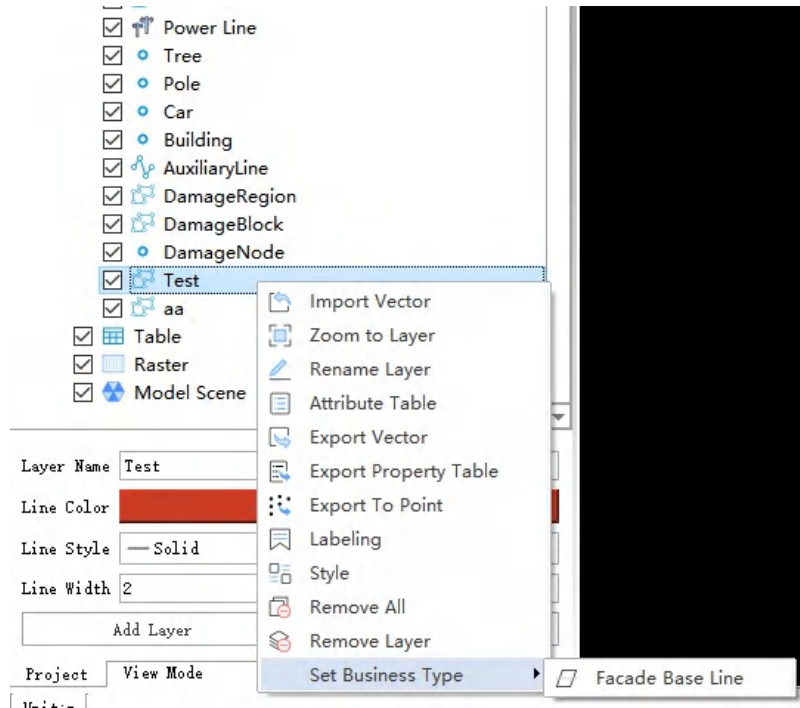 Power Line
Tree
Pole
Car
Building
AuxiliaryLine
DamageRegion
DamageBlock
DamageNode
Test
aa
Table
Raster
Model Scene
Import Vector
Zoom to Layer
Rename Layer
Attribute Table
Export Vector
Export Property Table
Export To Point
Labeling
Style
Remove All
Remove Layer
Set Business Type
Facade Base Line
Layer Name Test
Line Color
Line Style Solid
Line Width 2
Add Layer
Project View Mode